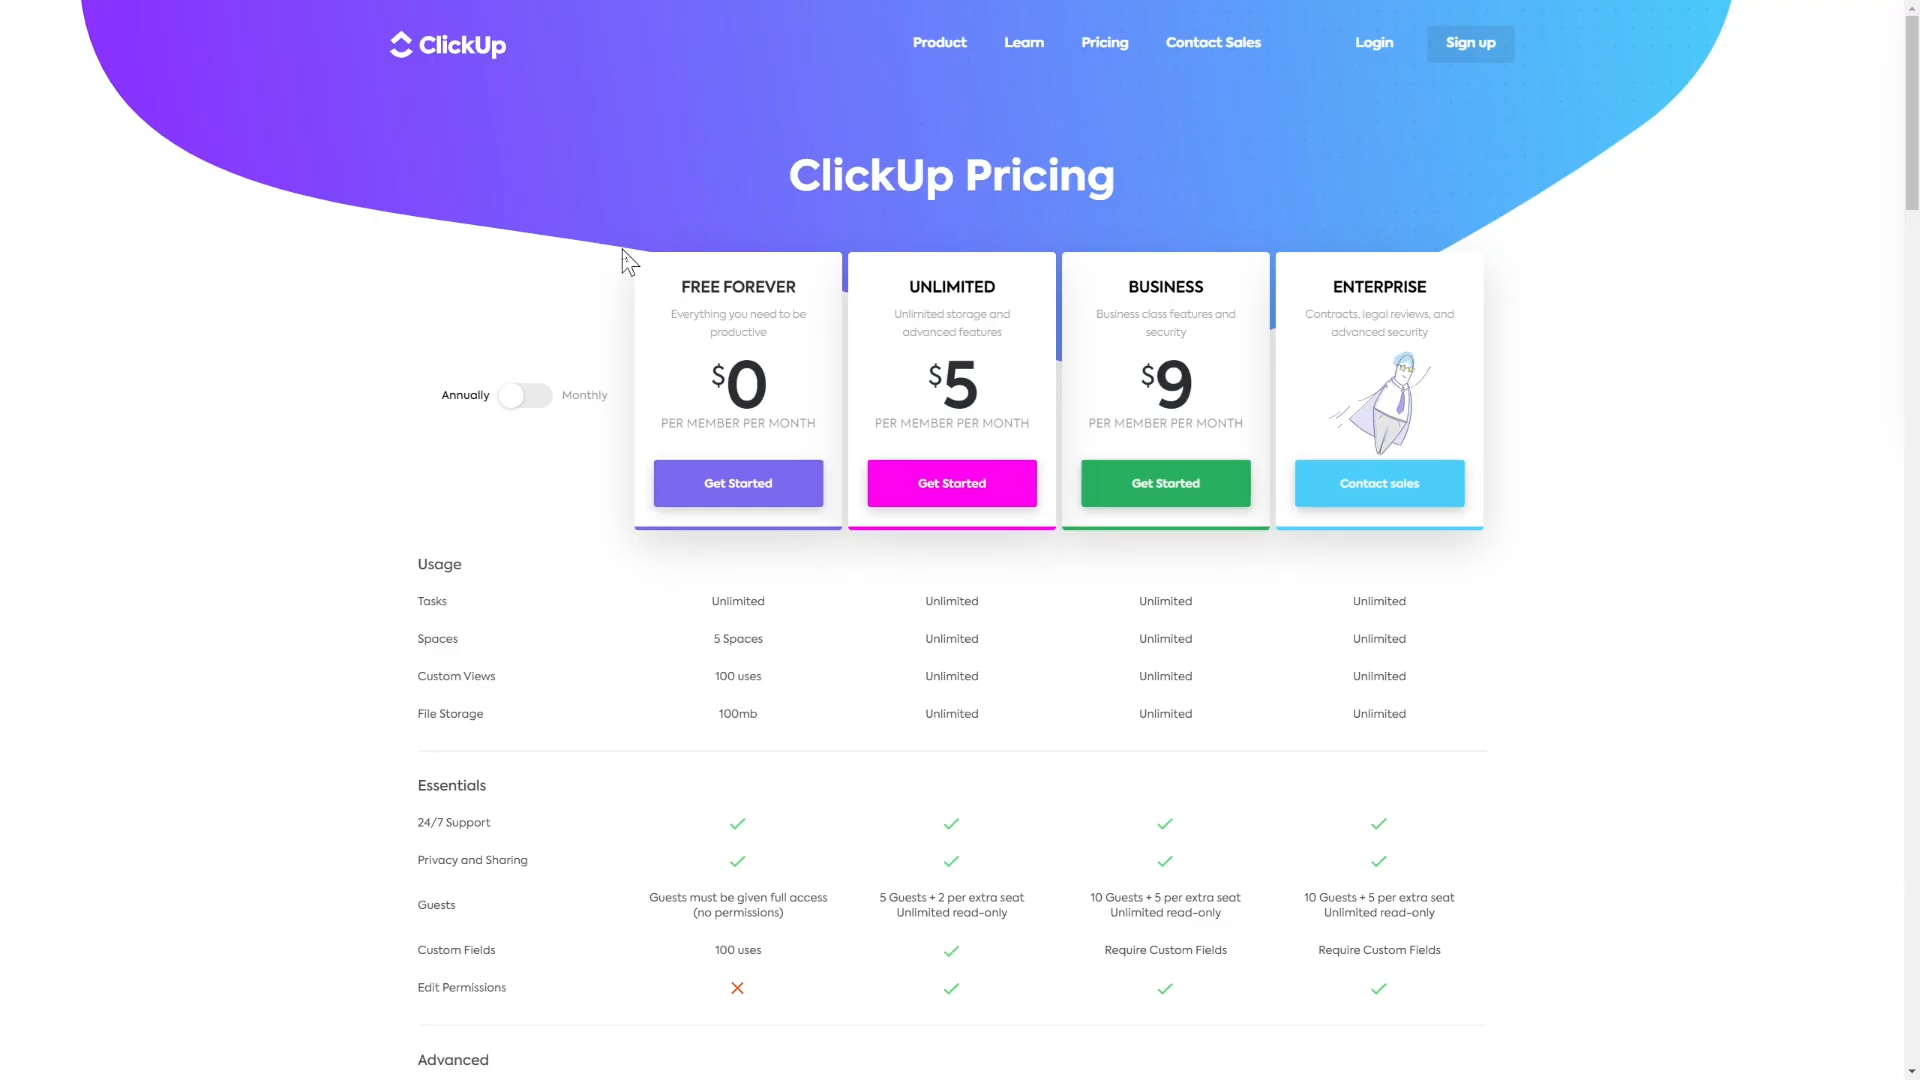 ClickUp
Product Learn Pricing Contact Sales Login Sign up
ClickUp Pricing
FREE FOREVER
Everything you need to be
productive
$0
PER MEMBER PER MONTH
Get Started
UNLIMITED
Unlimited storage and
advanced features
$5
PER MEMBER PER MONTH
Get Started
BUSINESS
Business class features and
security
$9
PER MEMBER PER MONTH
Get Started
ENTERPRISE
Contracts, legal reviews, and
advanced security
Contact sales
Annually Monthly
Usage
Tasks Unlimited Unlimited Unlimited Unlimited
Spaces 5 Spaces Unlimited Unlimited Unlimited
Custom Views 100 uses Unlimited Unlimited Unlimited
File Storage 100mb Unlimited Unlimited Unlimited
Essentials
24/7 Support
Privacy and Sharing
Guests
Guests must be given full access
(no permissions)
5 Guests + 2 per extra seat
Unlimited read-only
10 Guests + 5 per extra seat
Unlimited read-only
10 Guests + 5 per extra seat
Unlimited read-only
Custom Fields 100 uses Require Custom Fields Require Custom Fields
Edit Permissions
Advanced